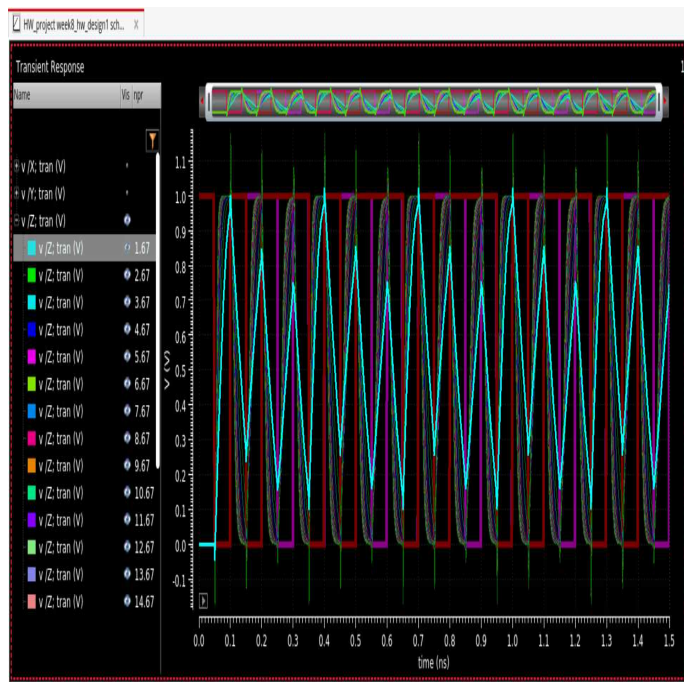 HW_project week8_hw_design1 sch... ×
Transient Response
1
Name Vis npr
v /X; tran (V)
v /Y; tran (V)
v /Z; tran (V)
v /Z; tran (V) 1.67
v /Z; tran (V) 2.67
v /Z; tran (V) 3.67
v /Z; tran (V) 4.67
v /Z; tran (V) 5.67
v /Z; tran (V) 6.67
v /Z; tran (V) 7.67
v /Z; tran (V) 8.67
v /Z; tran (V) 9.67
v /Z; tran (V) 10.67
v /Z; tran (V) 11.67
v /Z; tran (V) 12.67
v /Z; tran (V) 13.67
v /Z; tran (V) 14.67
V (V)
1.1
1.0
0.9
0.8
0.7
0.6
0.5
0.4
0.3
0.2
0.1
0.0
-0.1
0.0 0.1 0.2 0.3 0.4 0.5 0.6 0.7 0.8 0.9 1.0 1.1 1.2 1.3 1.4 1.5
time (ns)